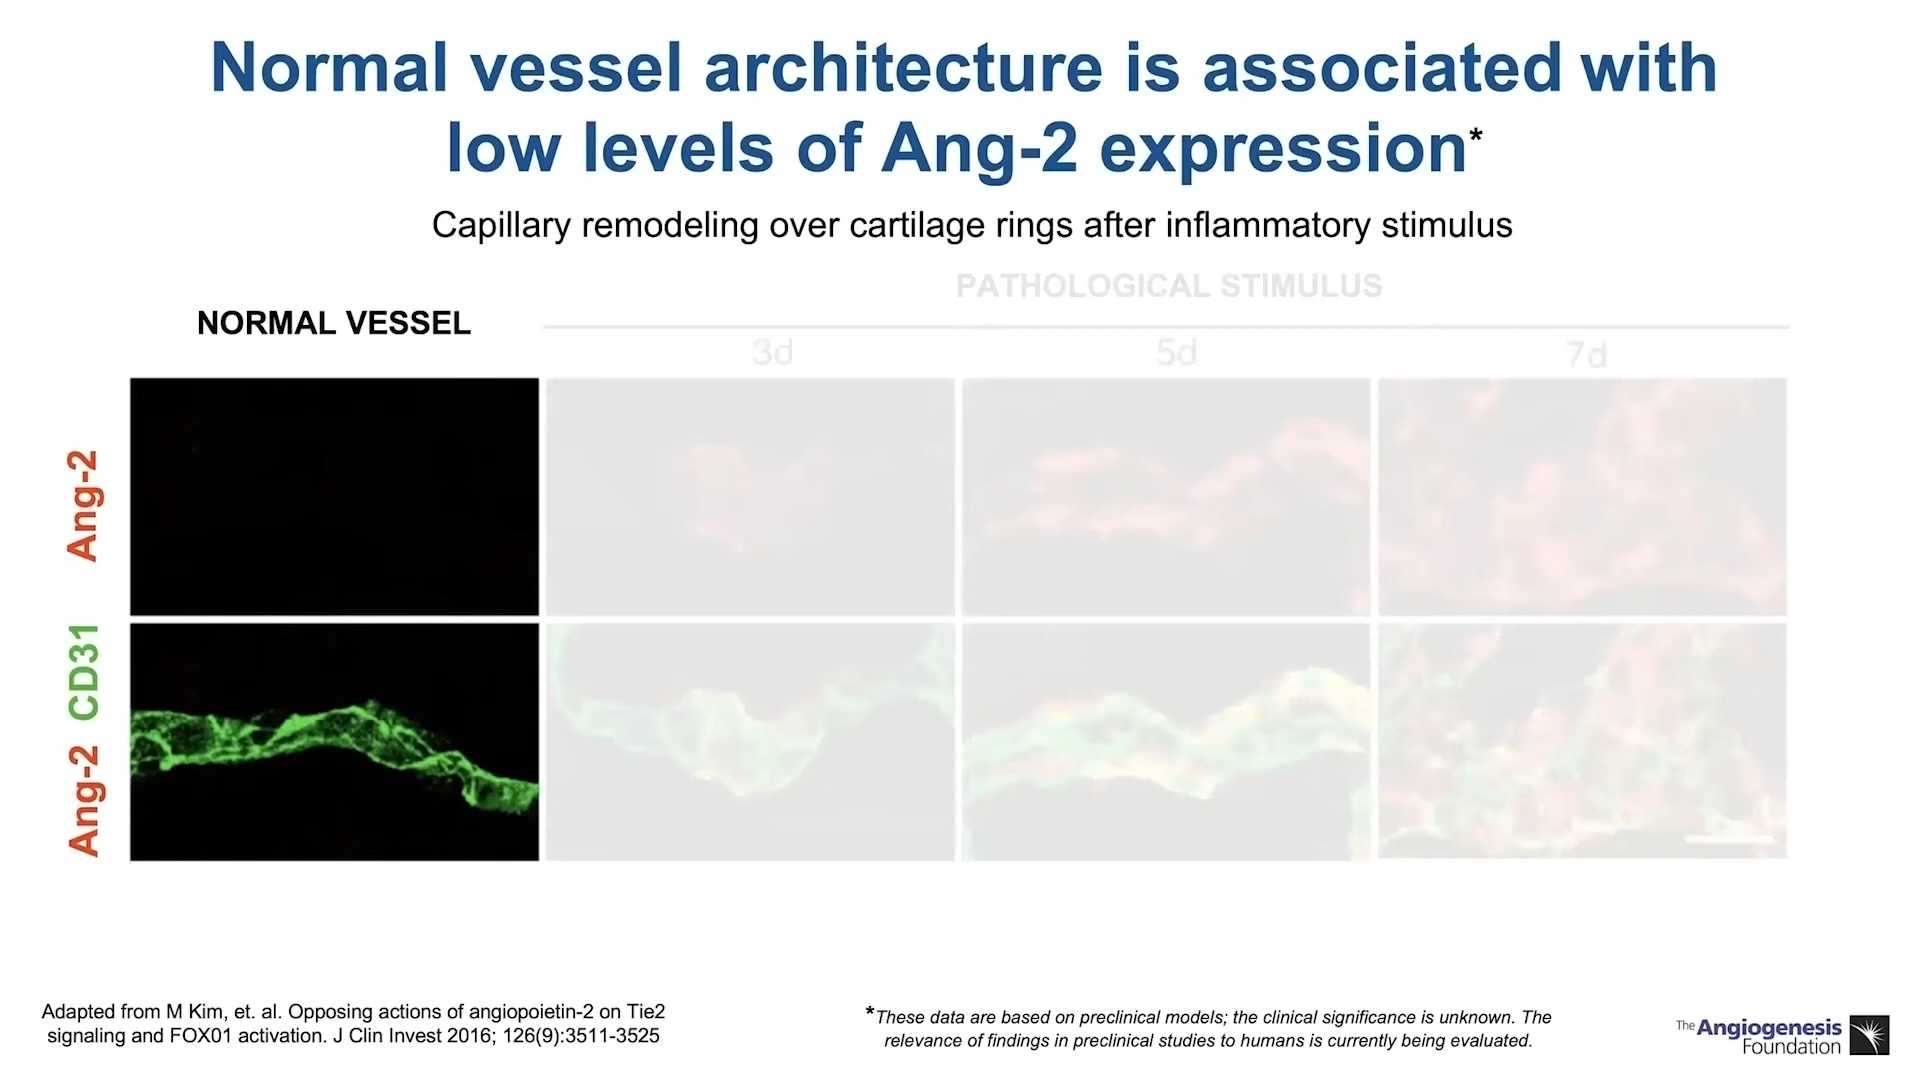 Normal vessel architecture is associated with
low levels of Ang-2 expression*
Capillary remodeling over cartilage rings after inflammatory stimulus
PATHOLOGICAL STIMULUS
NORMAL VESSEL
3d
5d
7d
Ang-2
Ang-2 CD31
Adapted from M Kim, et. al. Opposing actions of angiopoietin-2 on Tie2
signaling and FOX01 activation. J Clin Invest 2016; 126(9):3511-3525
*These data are based on preclinical models; the clinical significance is unknown. The
relevance of findings in preclinical studies to humans is currently being evaluated.
The Angiogenesis
Foundation